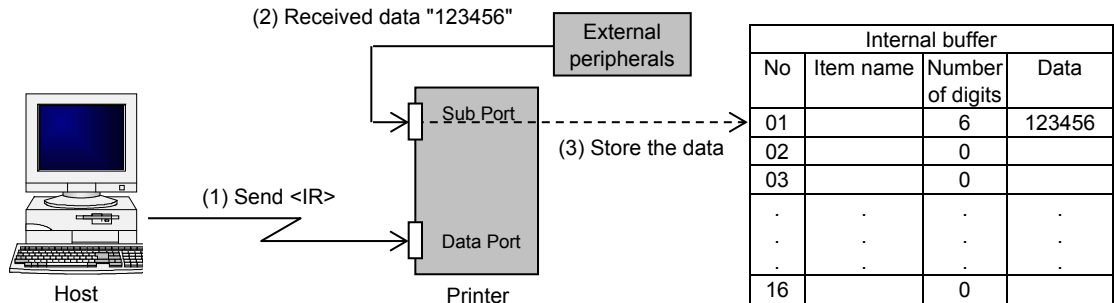 (2) Received data "123456"
External
peripherals
Sub Port
(3) Store the data
(1) Send <IR>
Data Port
Host
Printer
Internal buffer
No Item name Number of digits Data
01 6 123456
02 0
03 0
. . . .
. . . .
. . . .
16 0